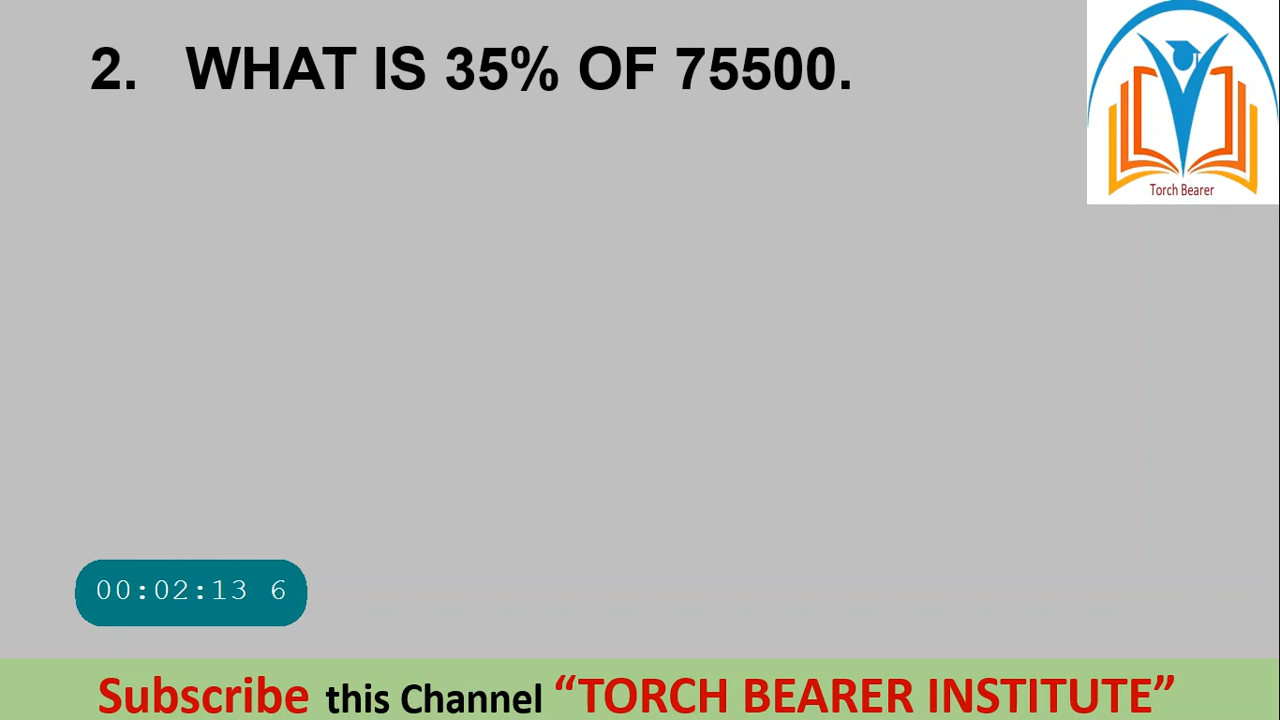 2. WHAT IS 35% OF 75500.
Torch Bearer
00:02:13 6
Subscribe this Channel “TORCH BEARER INSTITUTE”